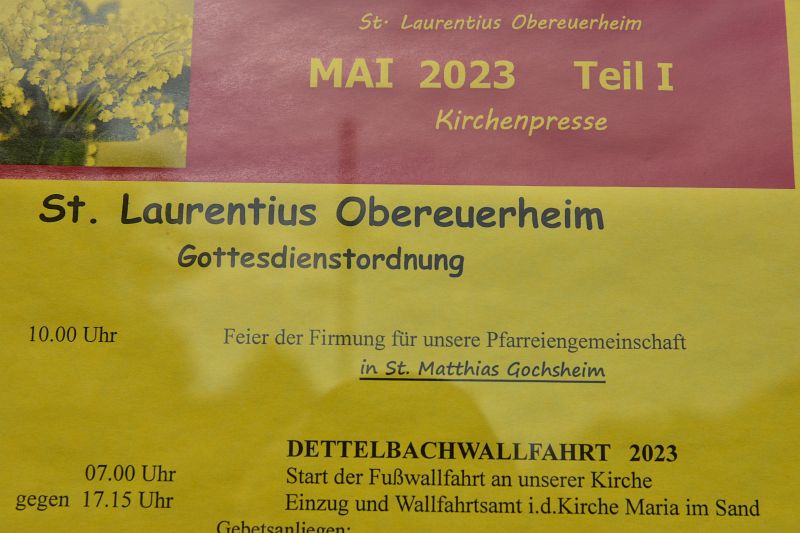 St. Laurentius Obereuerheim
MAI 2023 Teil I
Kirchenpresse
St. Laurentius Obereuerheim
Gottesdienstordnung
10.00 Uhr Feier der Firmung für unsere Pfarreiengemeinschaft
in St. Matthias Gochsheim
DETTELBACHWALLFAHRT 2023
07.00 Uhr Start der Fußwallfahrt an unserer Kirche
gegen 17.15 Uhr Einzug und Wallfahrtsamt i.d.Kirche Maria im Sand
Gebetsanliegen: